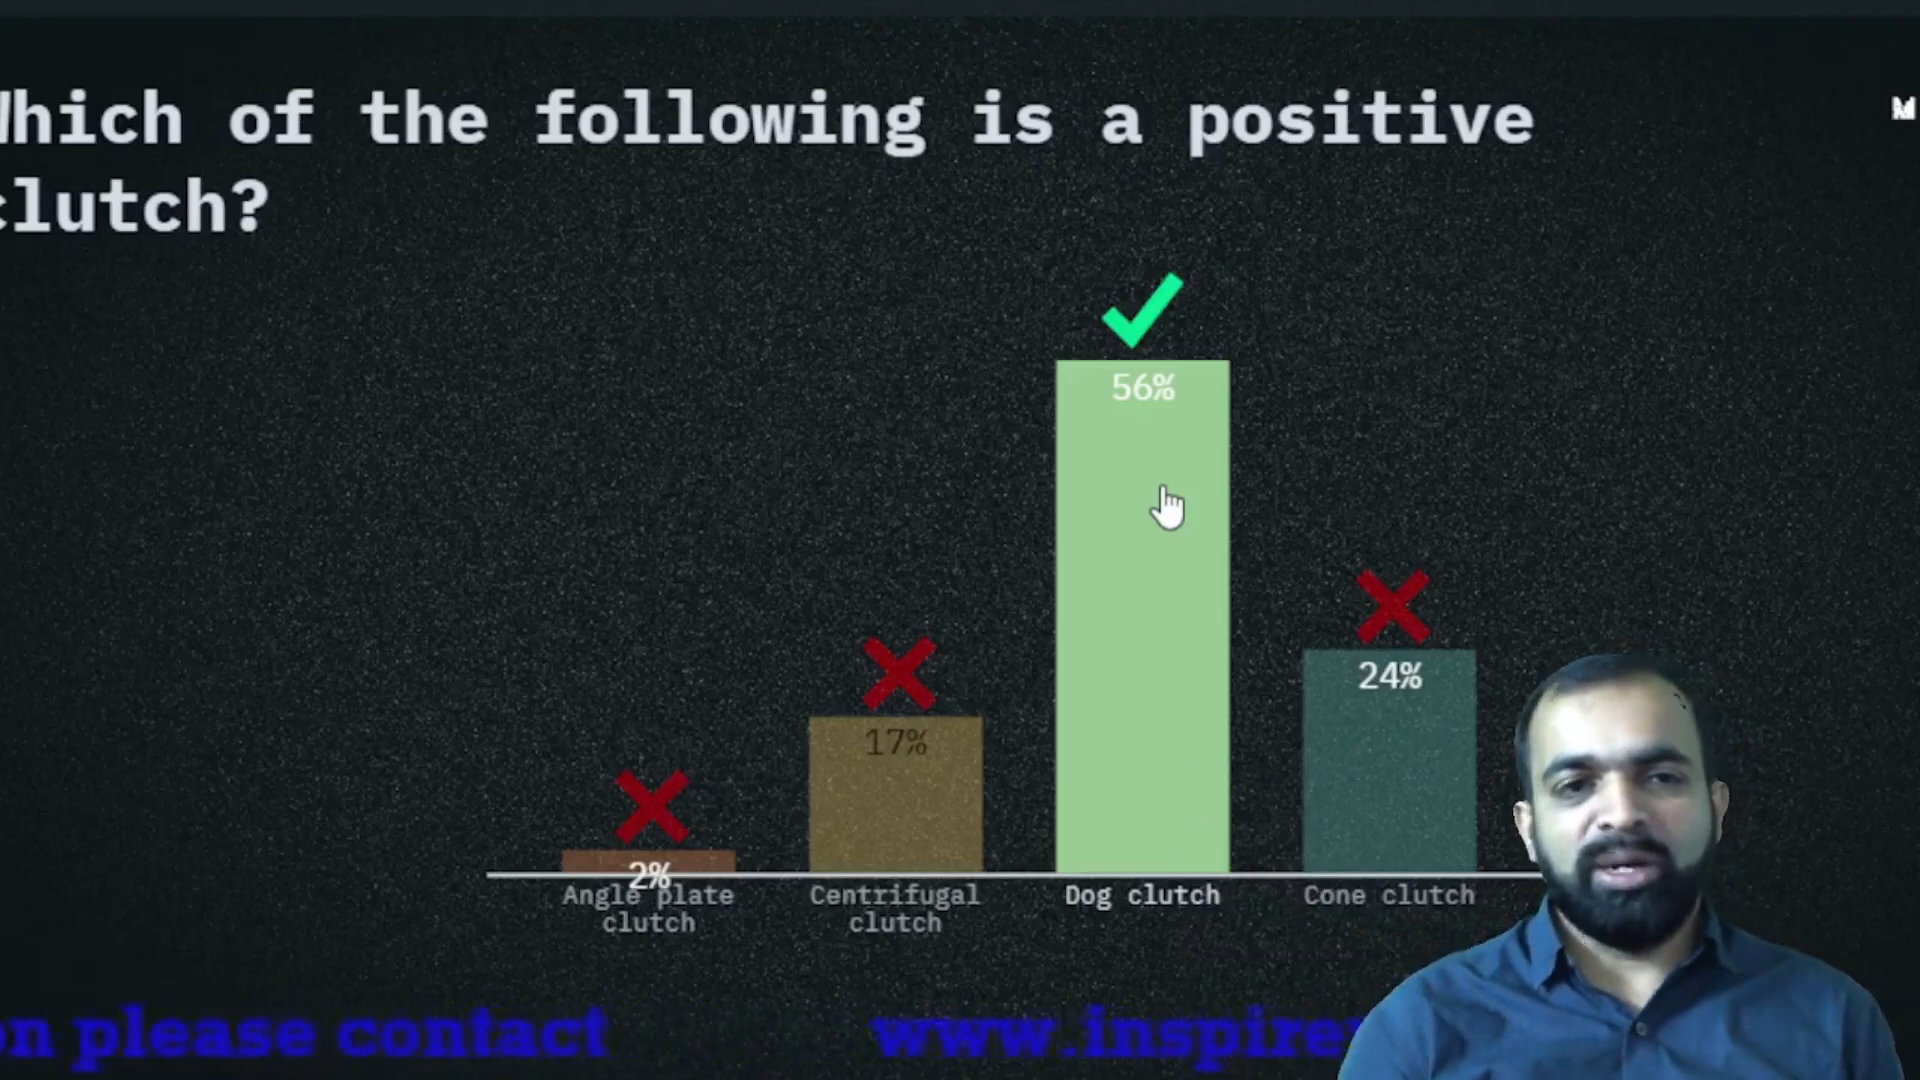 Which of the following is a positive
clutch?
M
56%
24%
17%
2%
Angle plate
clutch
Centrifugal
clutch
Dog clutch
Cone clutch
on please contact
www.inspire